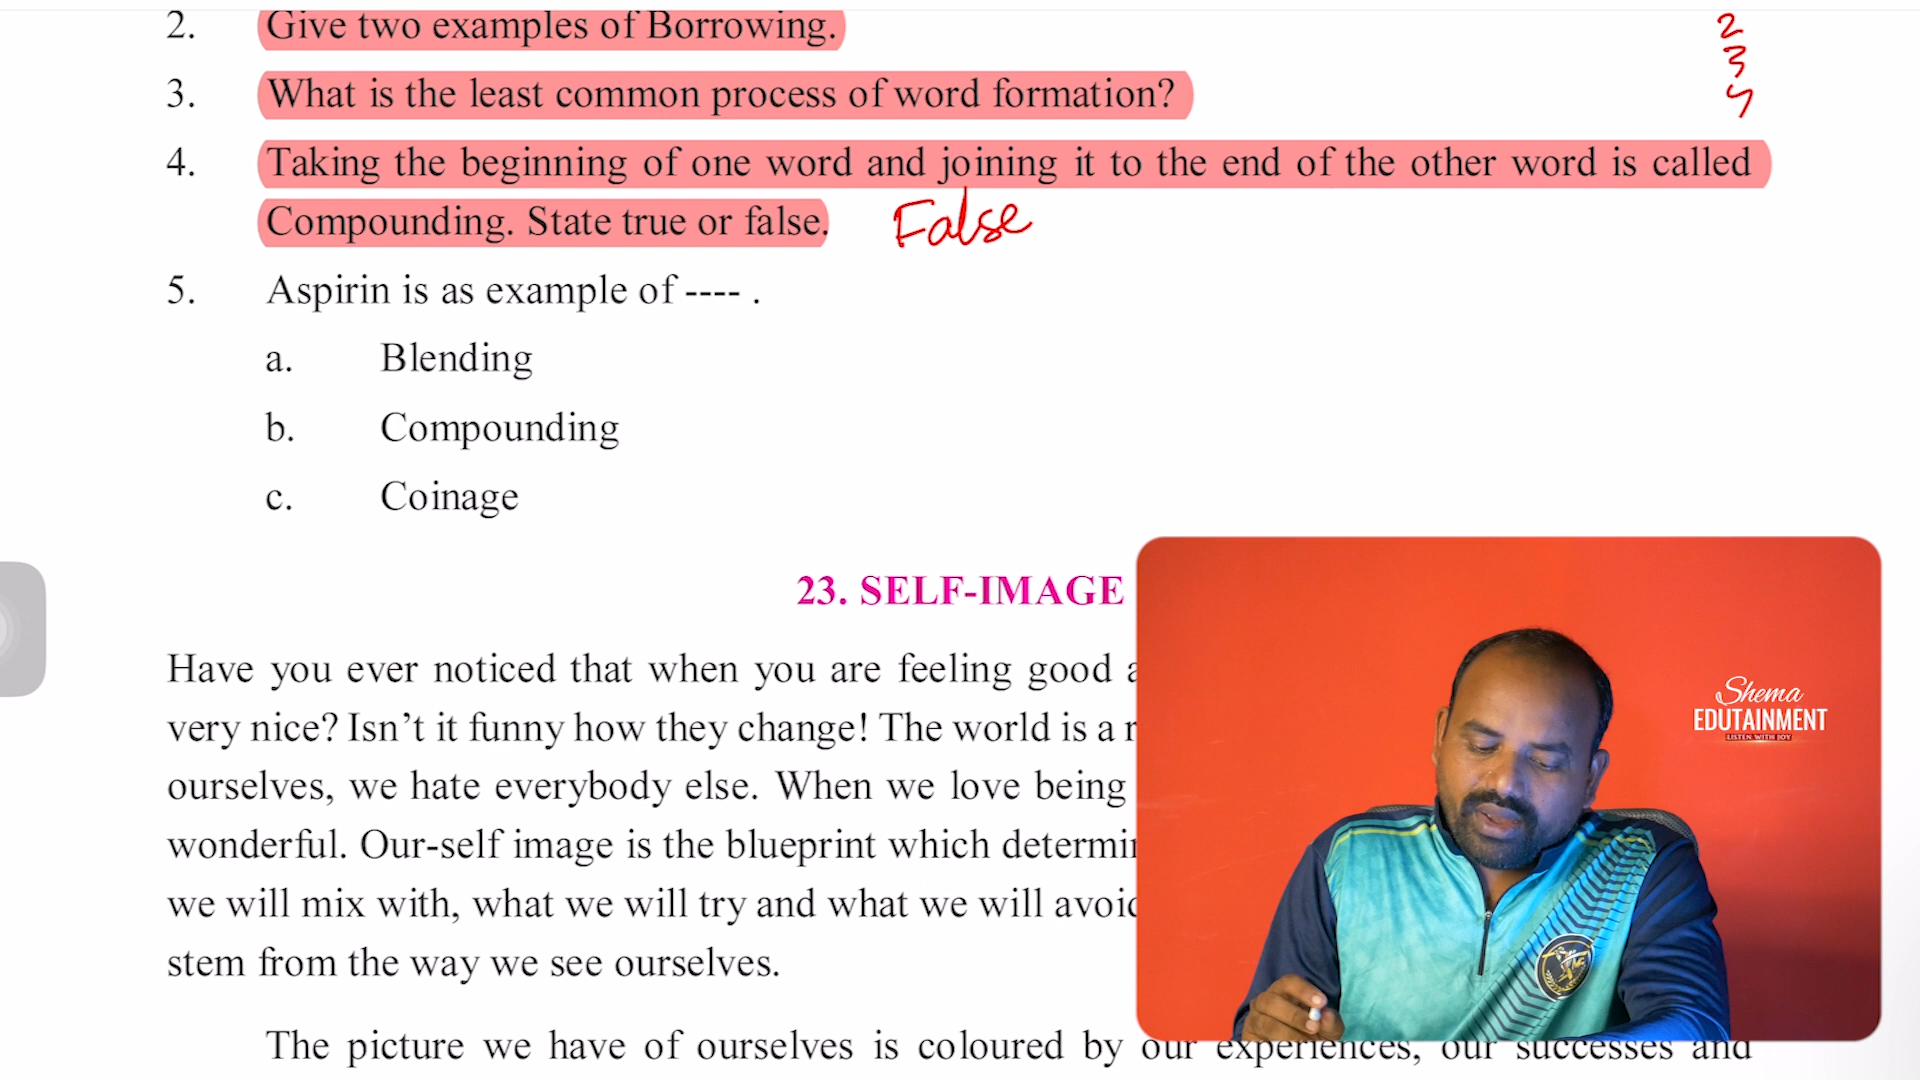 2. Give two examples of Borrowing.
2
3. What is the least common process of word formation?
3
4
4. Taking the beginning of one word and joining it to the end of the other word is called
Compounding. State true or false. False
5. Aspirin is as example of ---- .
a. Blending
b. Compounding
c. Coinage
23. SELF-IMAGE
Have you ever noticed that when you are feeling good
very nice? Isn’t it funny how they change! The world is a
ourselves, we hate everybody else. When we love being
wonderful. Our-self image is the blueprint which
we will mix with, what we will try and what we will
stem from the way we see ourselves.
The picture we have of ourselves is coloured by our experiences, our successes and
Shema
EDUTAINMENT
LISTEN WITH JOY